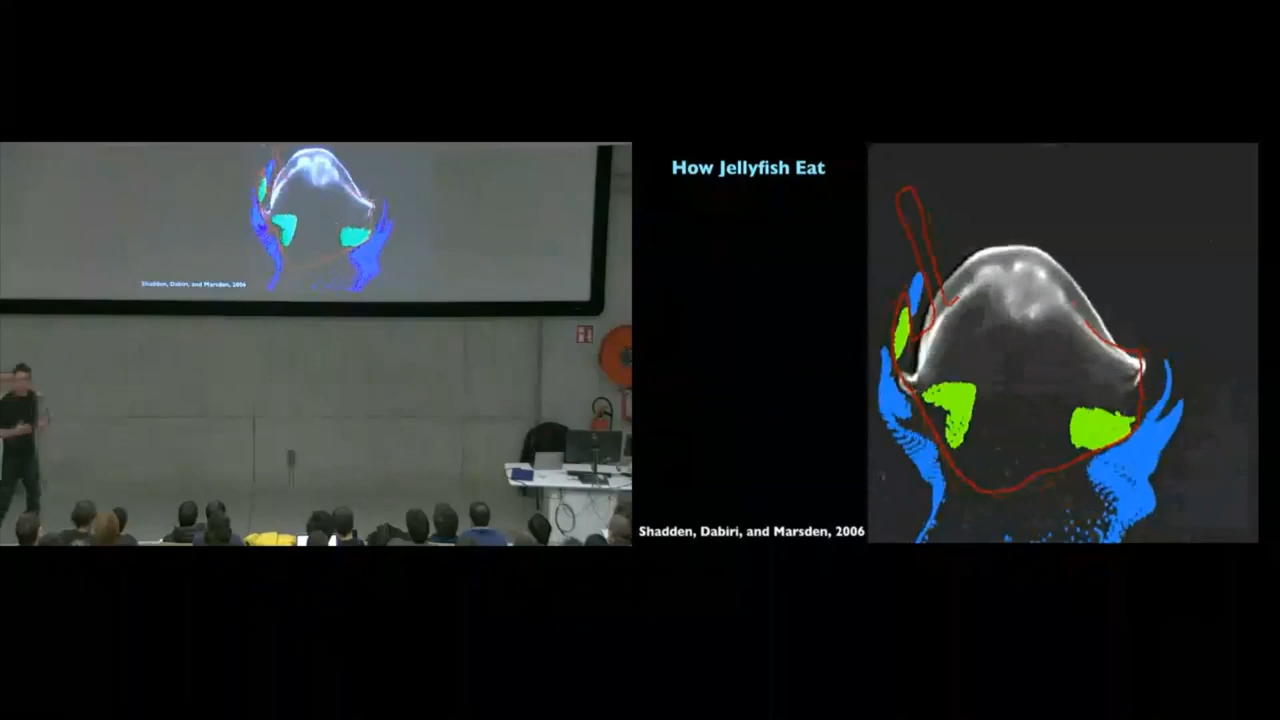 How Jellyfish Eat
Shadden, Dabiri, and Marsden, 2006
Shadden, Dabiri, and Marsden, 2006